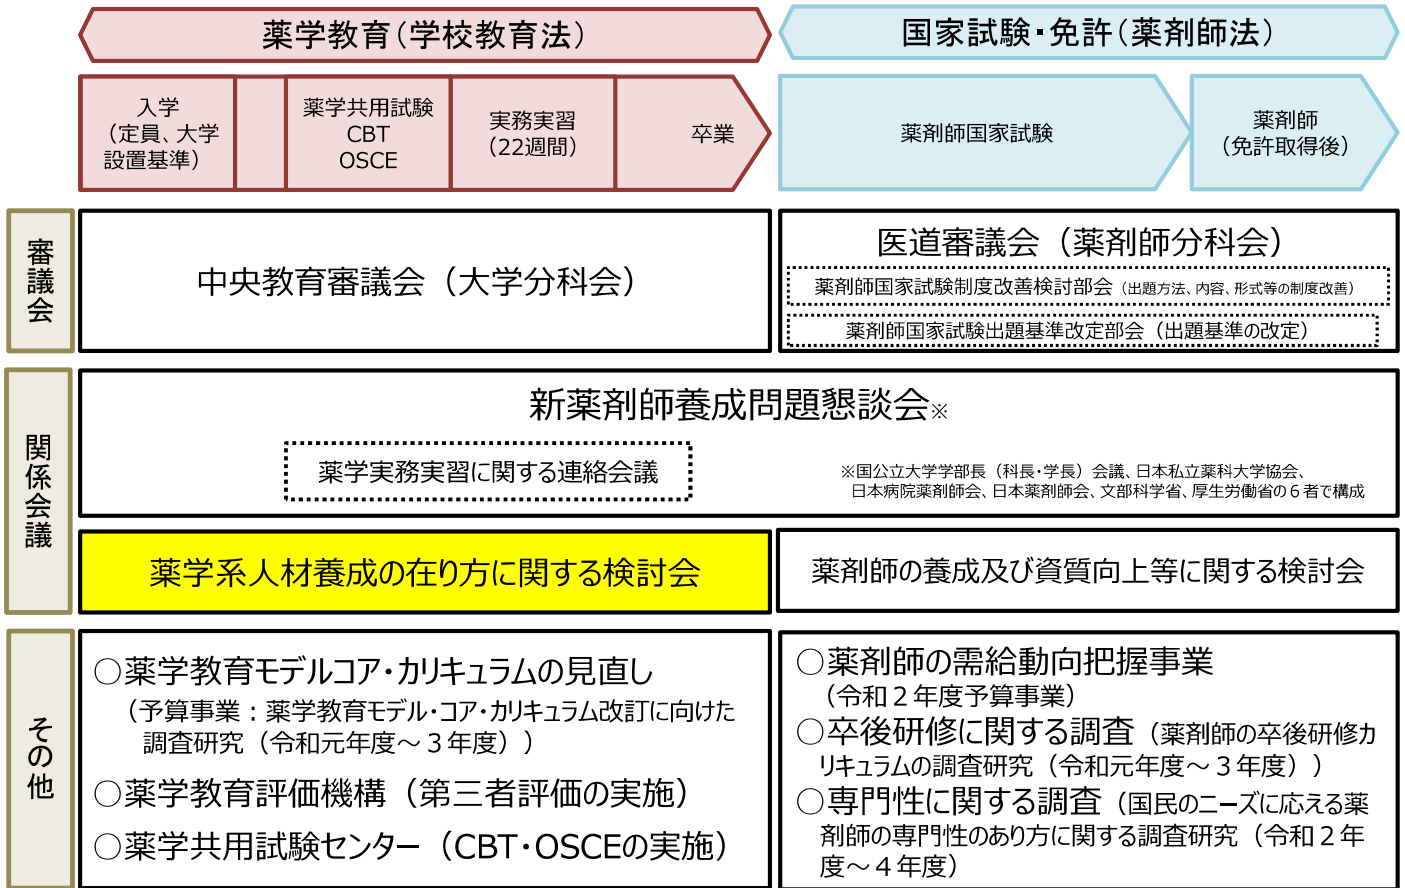 薬学教育（学校教育法）
国家試験・免許（薬剤師法）
入学
（定員、大学
設置基準）
薬学共用試験
CBT
OSCE
実務実習
（22週間）
卒業
薬剤師国家試験
薬剤師
（免許取得後）
審議会
中央教育審議会（大学分科会）
医道審議会（薬剤師分科会）
薬剤師国家試験制度改善検討部会（出題方法、内容、形式等の制度改善）
薬剤師国家試験出題基準改定部会（出題基準の改定）
関係会議
新薬剤師養成問題懇談会※
薬学実務実習に関する連絡会議
※国公立大学学部長（科長・学長）会議、日本私立薬科大学協会、
日本病院薬剤師会、日本薬剤師会、文部科学省、厚生労働省の６者で構成
薬学系人材養成の在り方に関する検討会
薬剤師の養成及び資質向上等に関する検討会
その他
○薬学教育モデルコア・カリキュラムの見直し
（予算事業：薬学教育モデル・コア・カリキュラム改訂に向けた
調査研究（令和元年度～３年度））
○薬学教育評価機構（第三者評価の実施）
○薬学共用試験センター（CBT・OSCEの実施）
○薬剤師の需給動向把握事業
（令和２年度予算事業）
○卒後研修に関する調査（薬剤師の卒後研修カ
リキュラムの調査研究（令和元年度～３年度））
○専門性に関する調査（国民のニーズに応える薬
剤師の専門性のあり方に関する調査研究（令和２年
度～４年度）